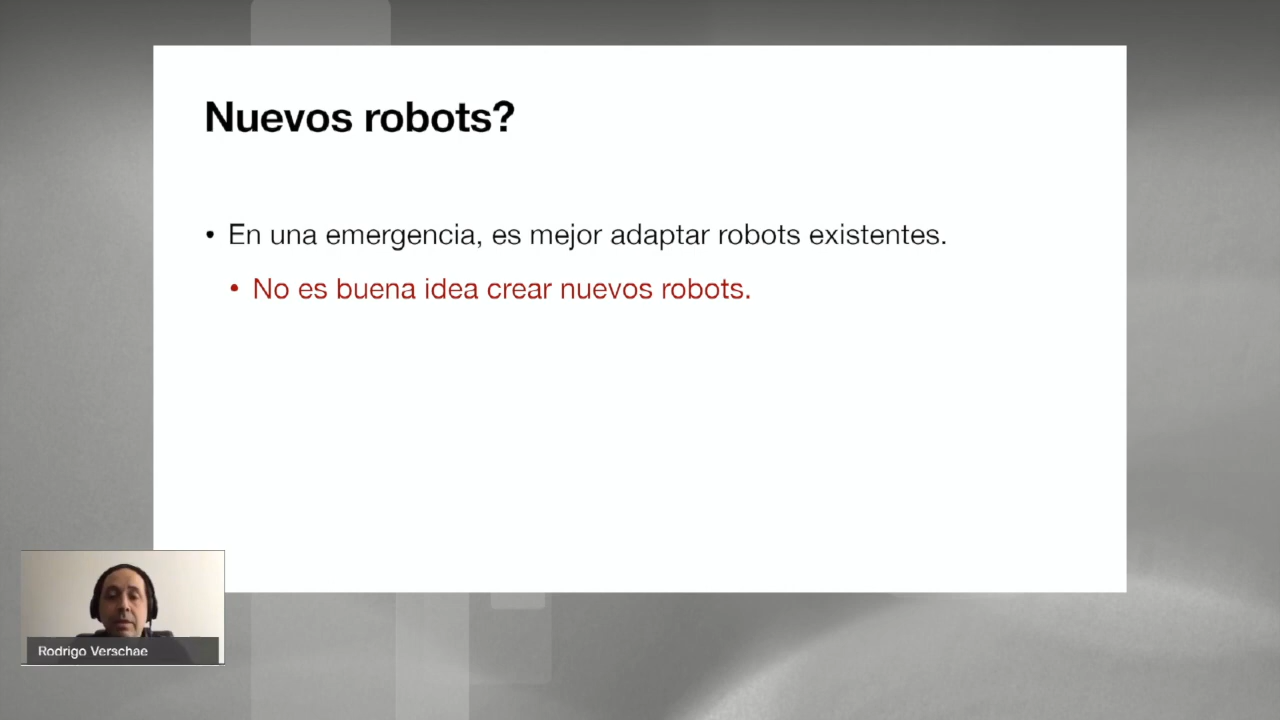 Nuevos robots?
• En una emergencia, es mejor adaptar robots existentes.
• No es buena idea crear nuevos robots.
Rodrigo Verschae